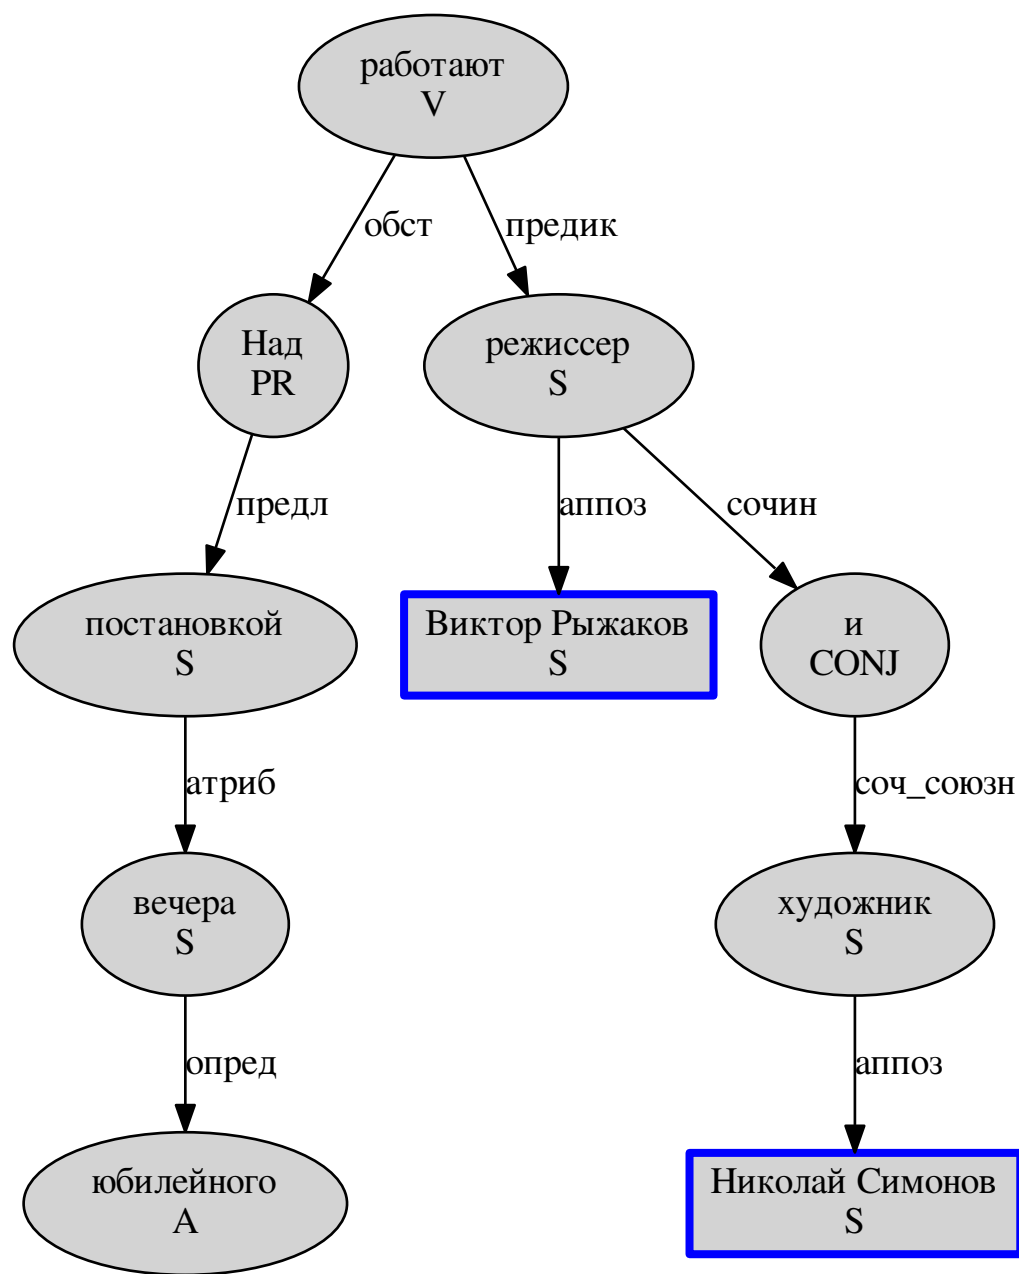 работают
V
обст
предик
Над
PR
режиссер
S
предл
аппоз
сочин
постановкой
S
Виктор Рыжаков
S
и
CONJ
атриб
соч_союзн
вечера
S
художник
S
опред
аппоз
юбилейного
A
Николай Симонов
S